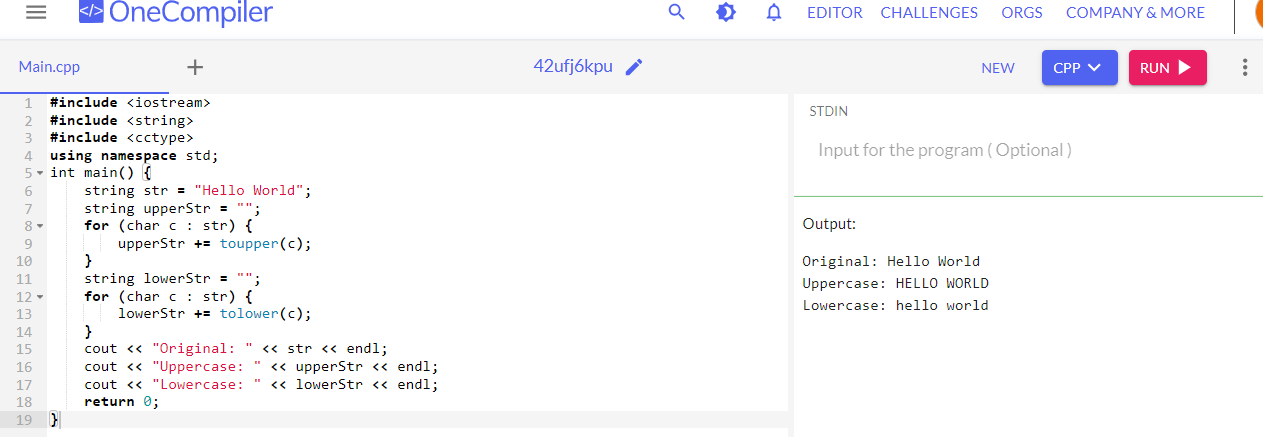 </> OneCompiler EDITOR CHALLENGES ORGS COMPANY & MORE
Main.cpp + 42ufj6kpu NEW CPP RUN
1 #include <iostream>
2 #include <string>
3 #include <cctype>
4 using namespace std;
5 int main() {
6 string str = "Hello World";
7 string upperStr = "";
8 for (char c : str) {
9 upperStr += toupper(c);
10 }
11 string lowerStr = "";
12 for (char c : str) {
13 lowerStr += tolower(c);
14 }
15 cout << "Original: " << str << endl;
16 cout << "Uppercase: " << upperStr << endl;
17 cout << "Lowercase: " << lowerStr << endl;
18 return 0;
19 }
STDIN
Input for the program ( Optional )
Output:
Original: Hello World
Uppercase: HELLO WORLD
Lowercase: hello world